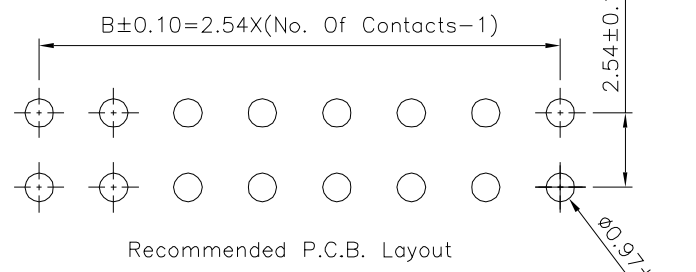 B±0.10=2.54X(No. Of Contacts-1)
2.54±0.
ø0.97
Recommended P.C.B. Layout